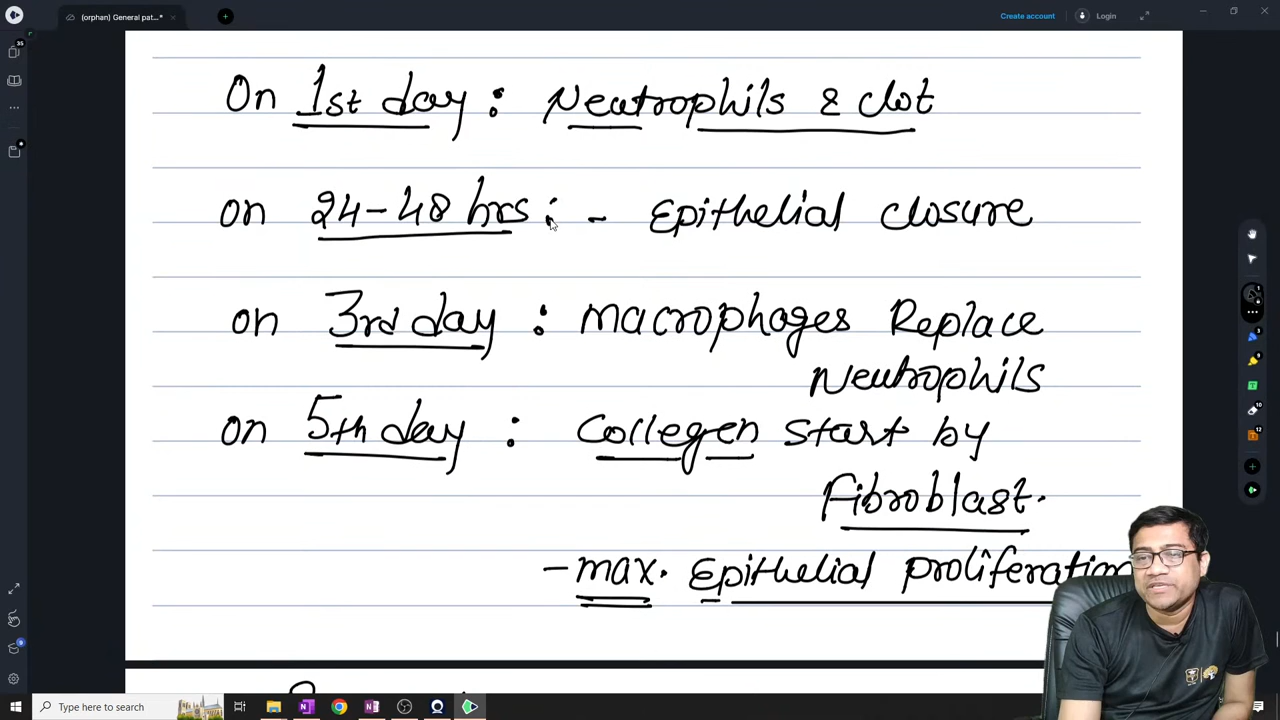 (orphan) General pat...*
Create account
Login
35
On 1st day : Neutrophils & clot
on 24-48 hrs : - Epithelial closure
on 3rd day : Macrophages Replace
Neutrophils
on 5th day : Collegen start by
Fibroblast.
- max. Epithelial proliferation
Type here to search